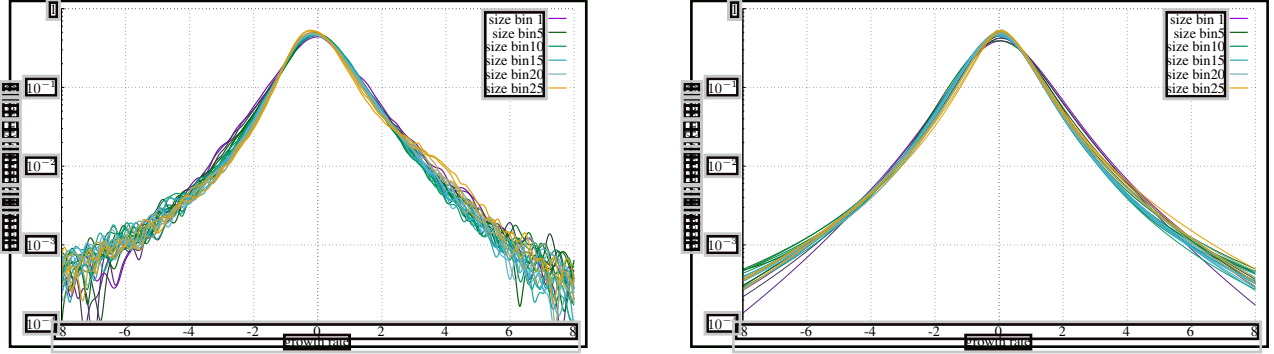 1
size bin 1
size bin5
size bin10
size bin15
size bin20
size bin25
10⁻¹
10⁻²
10⁻³
-6 -4 -2 0 2 4 6 8
growth rate
1
size bin 1
size bin5
size bin10
size bin15
size bin20
size bin25
10⁻¹
10⁻²
10⁻³
-6 -4 -2 0 2 4 6 8
growth rate